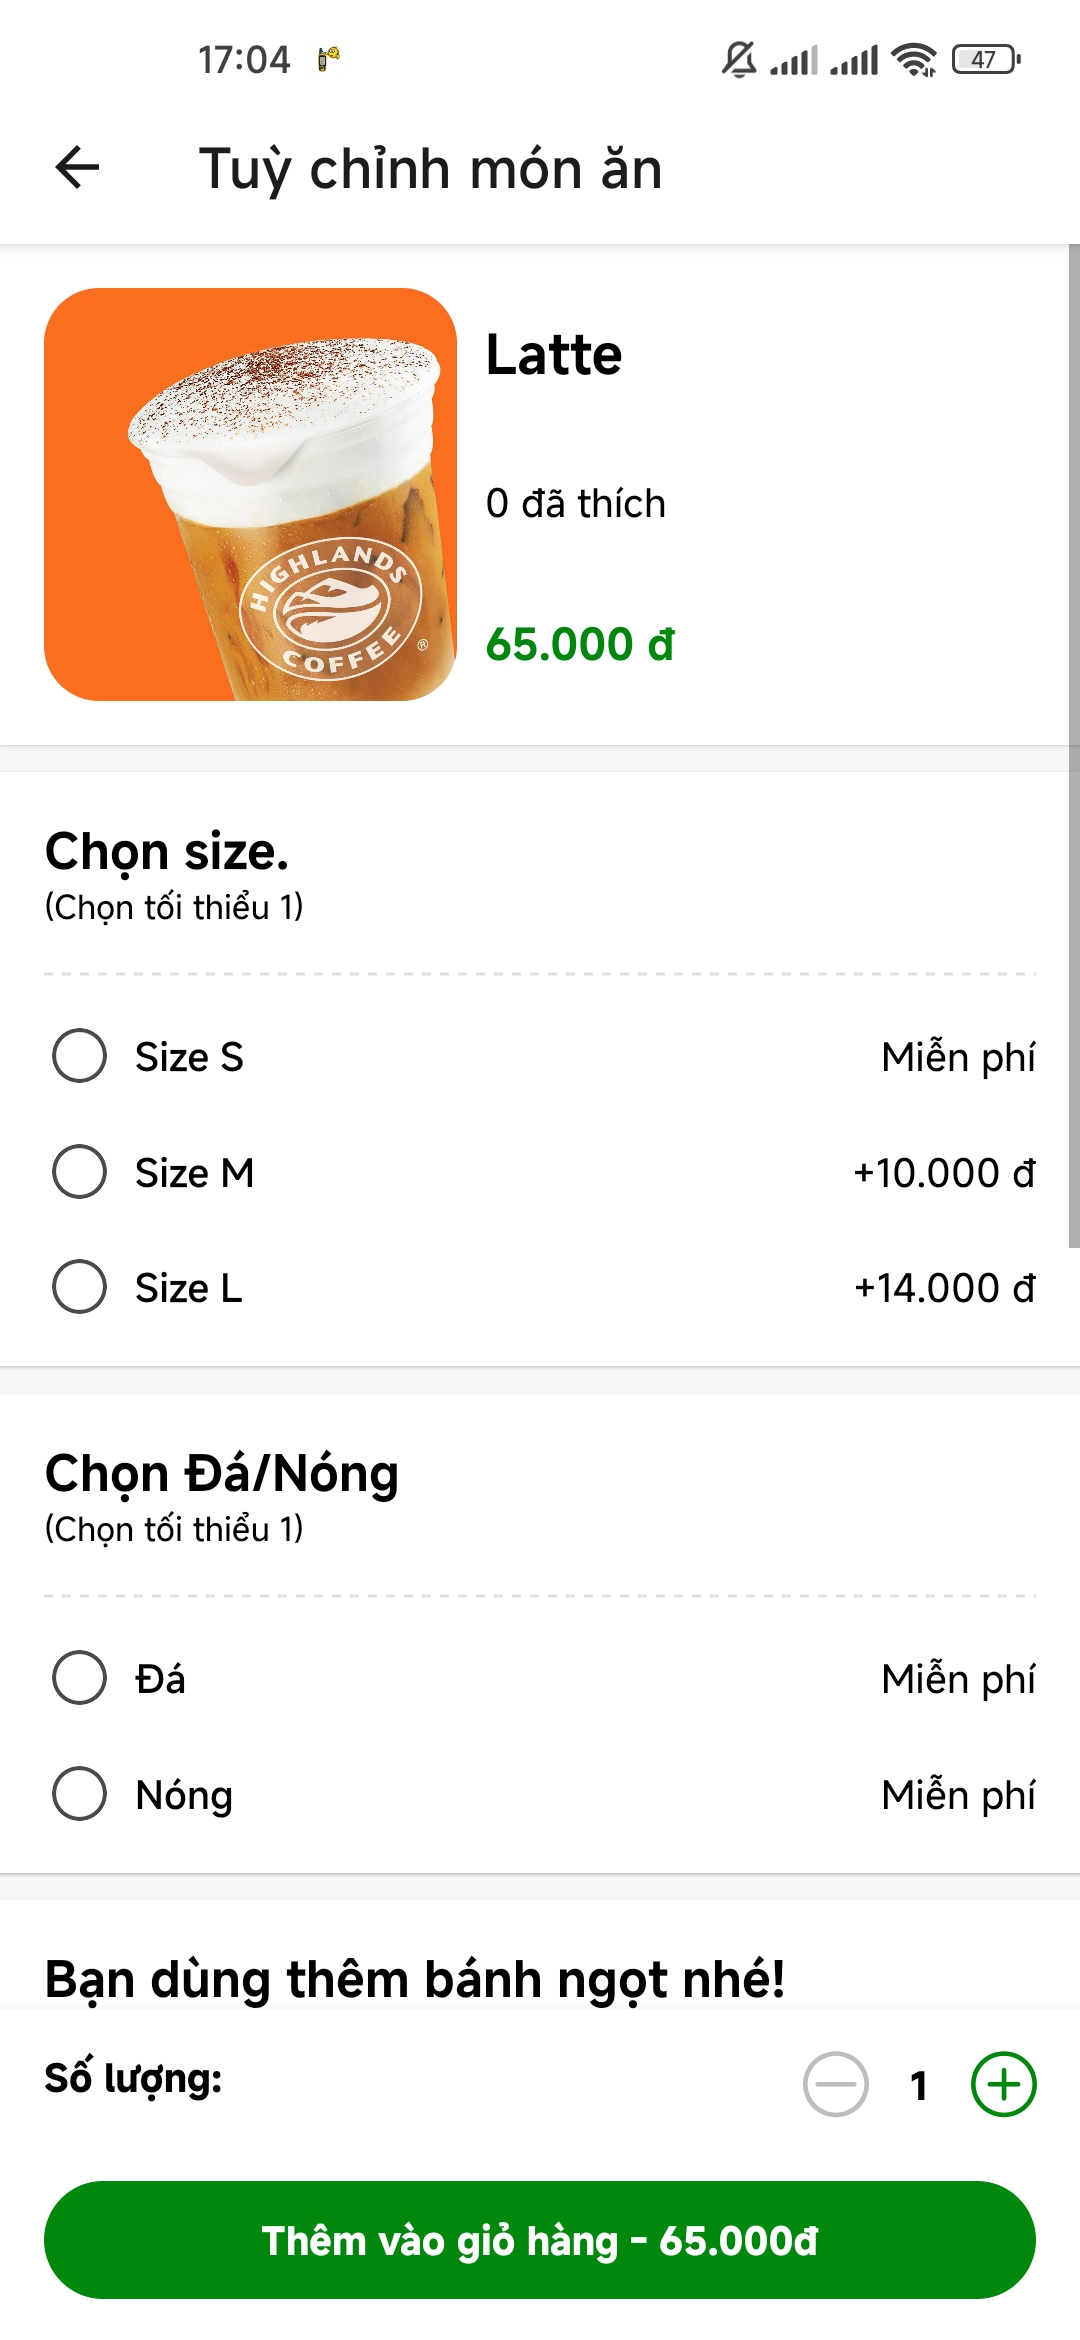 17:04
47
Tuỳ chỉnh món ăn
HIGHLANDS
COFFEE
®
Latte
0 đã thích
65.000 đ
Chọn size.
(Chọn tối thiểu 1)
Size S Miễn phí
Size M +10.000 đ
Size L +14.000 đ
Chọn Đá/Nóng
(Chọn tối thiểu 1)
Đá Miễn phí
Nóng Miễn phí
Bạn dùng thêm bánh ngọt nhé!
Số lượng: 1
Thêm vào giỏ hàng - 65.000đ